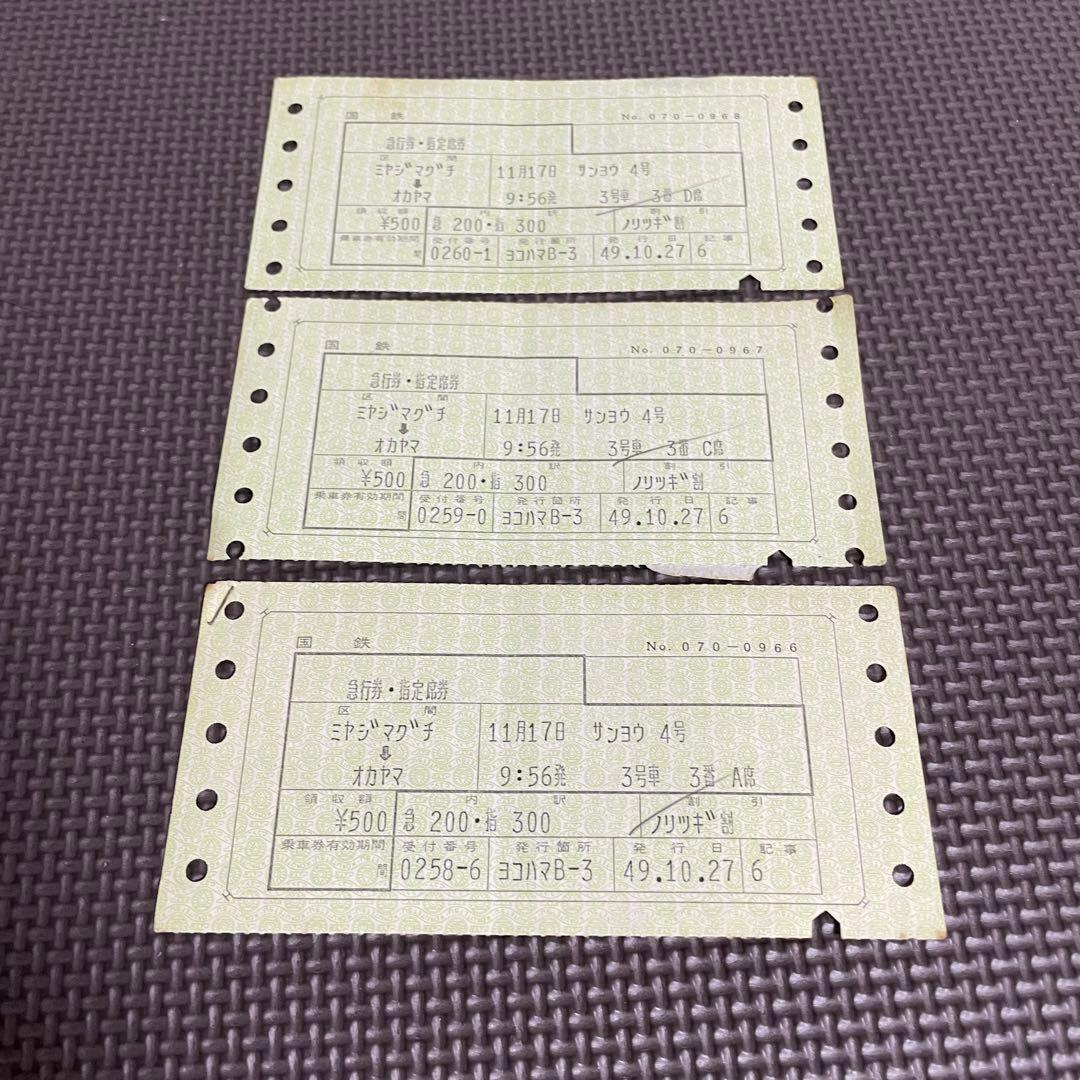 国鉄 No. 070-0968
急行券・指定席券
区間
ミヤジマグチ 11月17日 サンヨウ 4号
⬇
オカヤマ 9:56発 3号車 3番 D席
領収額 内訳 割引
¥500 急 200・指 300 ノリツギ割
乗車券有効期間 受付番号 発行箇所 発行日 記事
間 0260-1 ヨコハマB-3 49.10.27 6
国鉄 No. 070-0967
急行券・指定席券
区間
ミヤジマグチ 11月17日 サンヨウ 4号
⬇
オカヤマ 9:56発 3号車 3番 C席
領収額 内訳 割引
¥500 急 200・指 300 ノリツギ割
乗車券有効期間 受付番号 発行箇所 発行日 記事
間 0259-0 ヨコハマB-3 49.10.27 6
国鉄 No. 070-0966
急行券・指定席券
区間
ミヤジマグチ 11月17日 サンヨウ 4号
⬇
オカヤマ 9:56発 3号車 3番 A席
領収額 内訳 割引
¥500 急 200・指 300 ノリツギ割
乗車券有効期間 受付番号 発行箇所 発行日 記事
間 0258-6 ヨコハマB-3 49.10.27 6